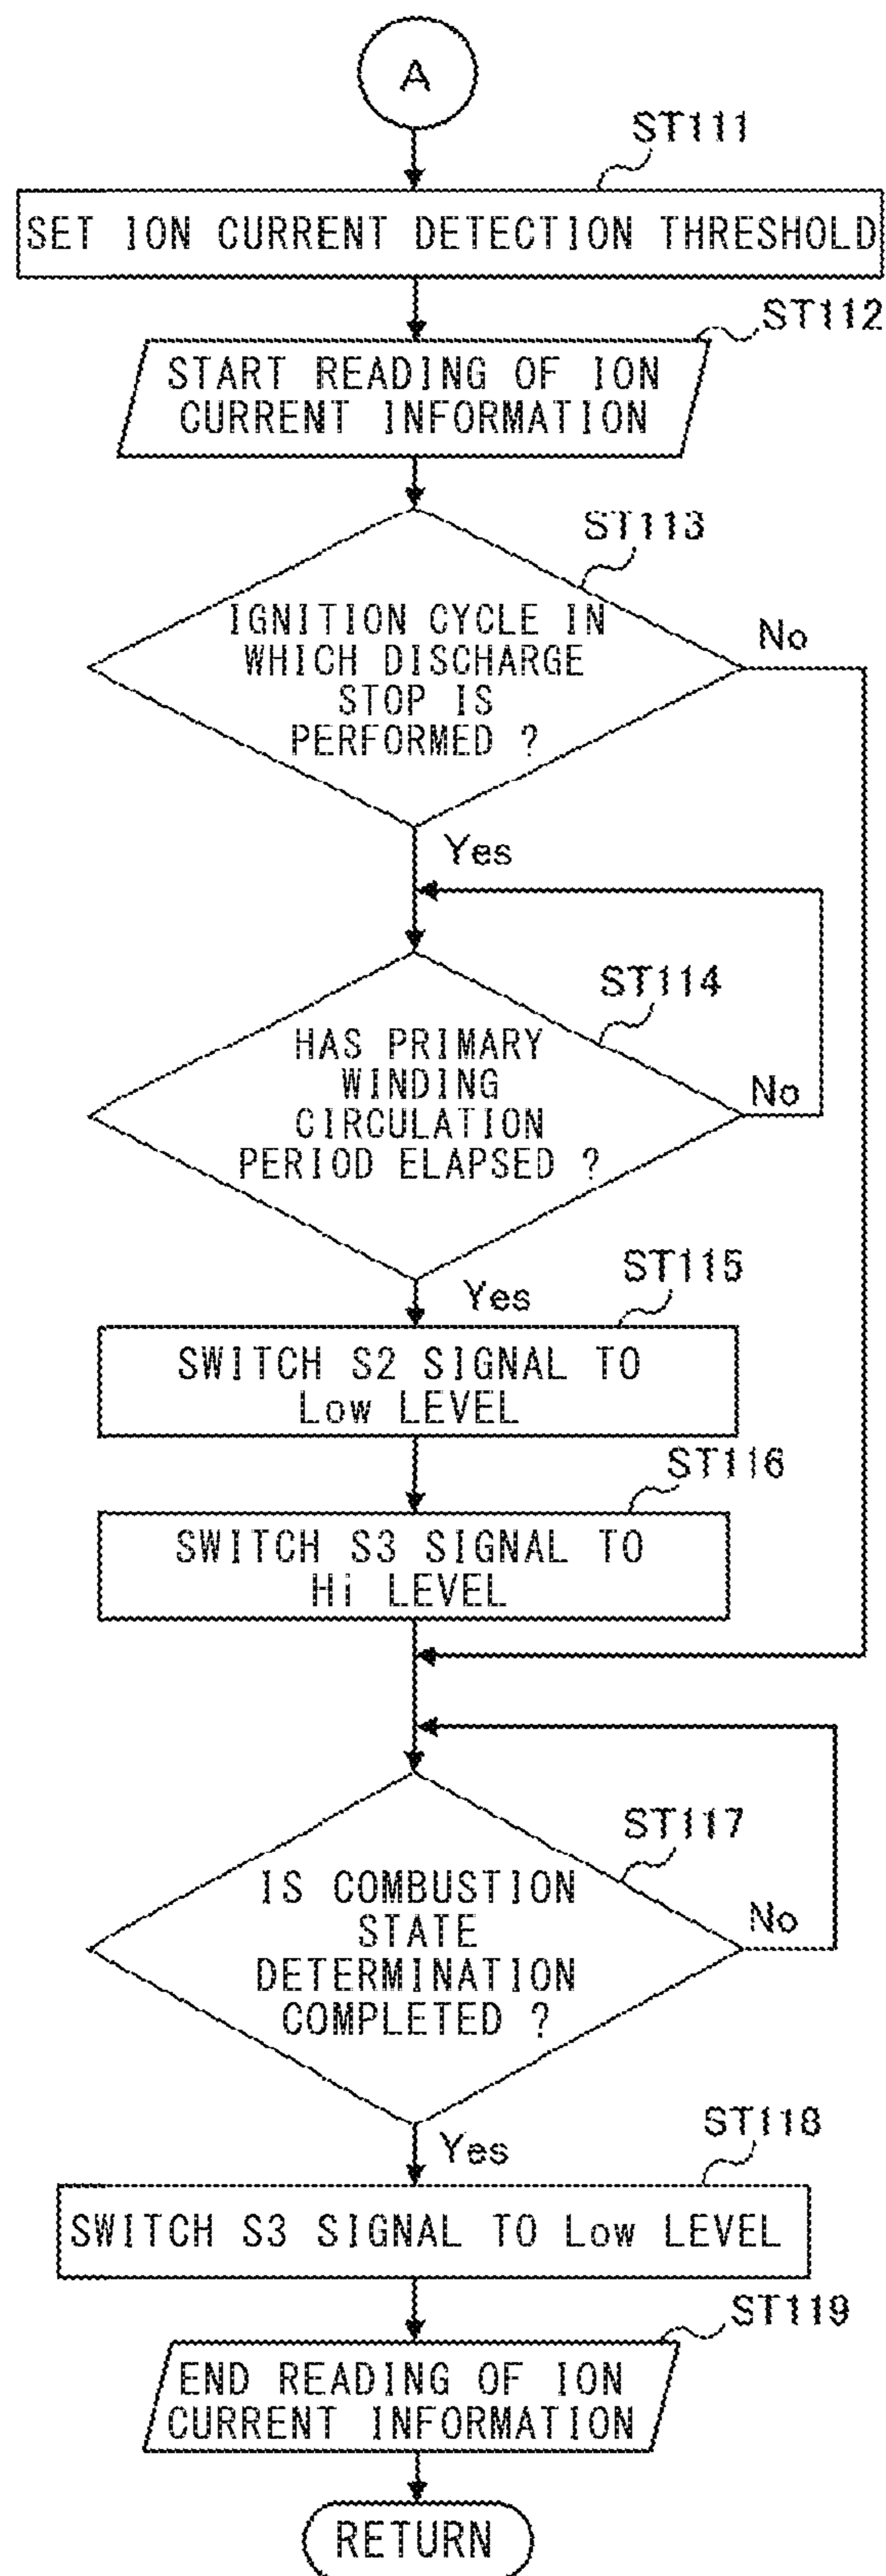 A
ST111
SET ION CURRENT DETECTION THRESHOLD
ST112
START READING OF ION
CURRENT INFORMATION
ST113
IGNITION CYCLE IN
WHICH DISCHARGE
STOP IS
PERFORMED ?
No
Yes
ST114
HAS PRIMARY
WINDING
CIRCULATION
PERIOD ELAPSED ?
No
Yes
ST115
SWITCH S2 SIGNAL TO
Low LEVEL
ST116
SWITCH S3 SIGNAL TO
Hi LEVEL
ST117
IS COMBUSTION
STATE
DETERMINATION
COMPLETED ?
No
Yes
ST118
SWITCH S3 SIGNAL TO Low LEVEL
ST119
END READING OF ION
CURRENT INFORMATION
RETURN